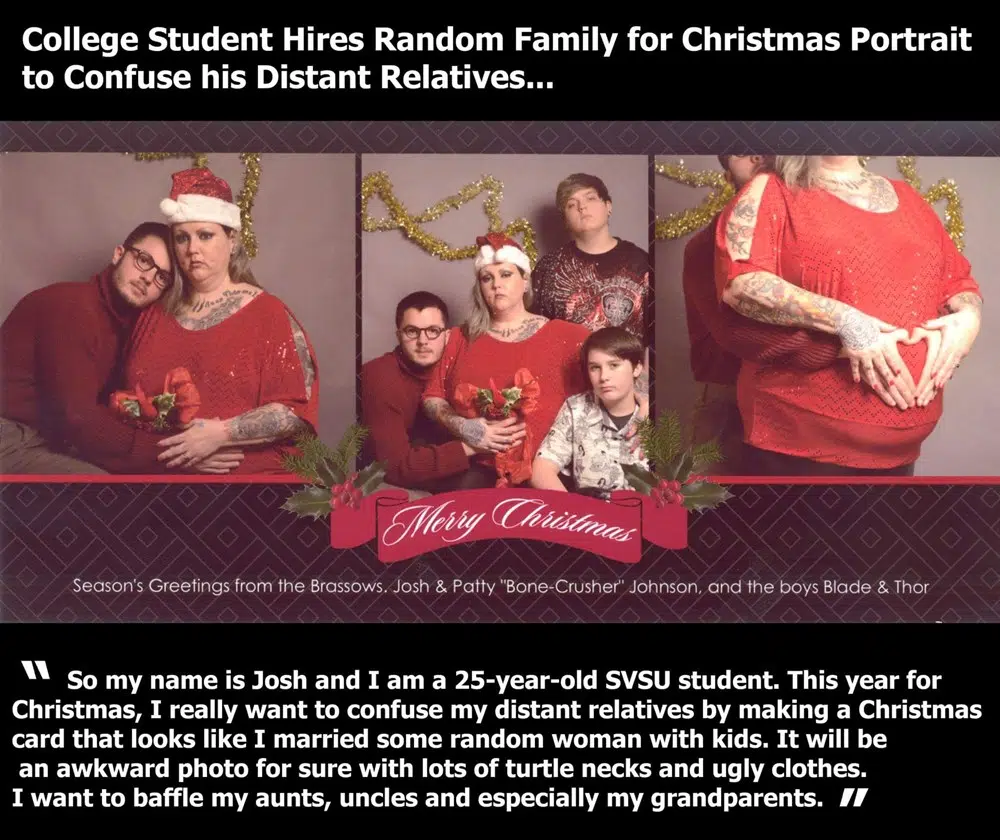 College Student Hires Random Family for Christmas Portrait
to Confuse his Distant Relatives...
Merry Christmas
Season's Greetings from the Brassows. Josh & Patty "Bone-Crusher" Johnson, and the boys Blade & Thor
" So my name is Josh and I am a 25-year-old SVSU student. This year for
Christmas, I really want to confuse my distant relatives by making a Christmas
card that looks like I married some random woman with kids. It will be
an awkward photo for sure with lots of turtle necks and ugly clothes.
I want to baffle my aunts, uncles and especially my grandparents. "